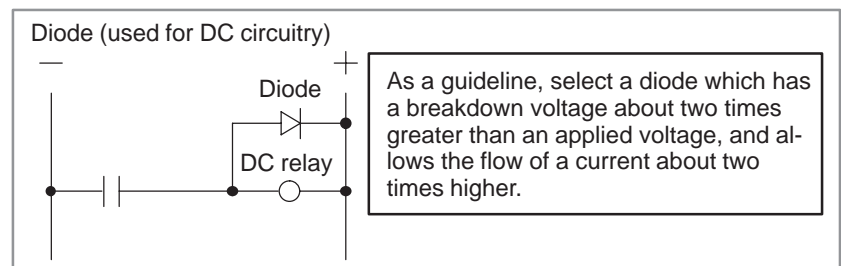 Diode (used for DC circuitry)
— +
Diode
DC relay
As a guideline, select a diode which has
a breakdown voltage about two times
greater than an applied voltage, and al-
lows the flow of a current about two
times higher.